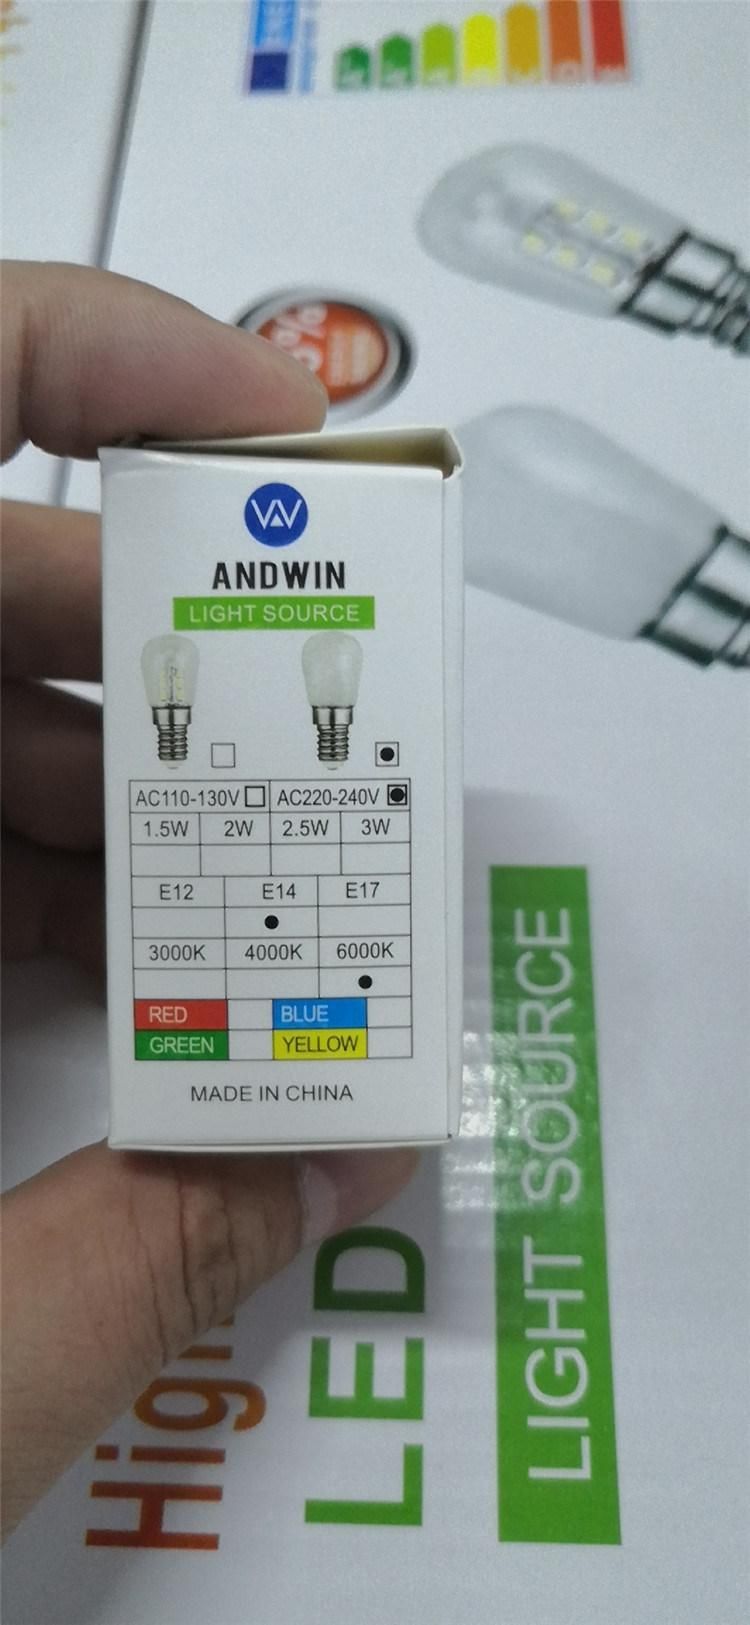 ANDWIN
LIGHT SOURCE
AC110-130V AC220-240V
1.5W 2W 2.5W 3W
E12 E14 E17
3000K 4000K 6000K
RED BLUE
GREEN YELLOW
MADE IN CHINA
High
LED
LIGHT SOURCE